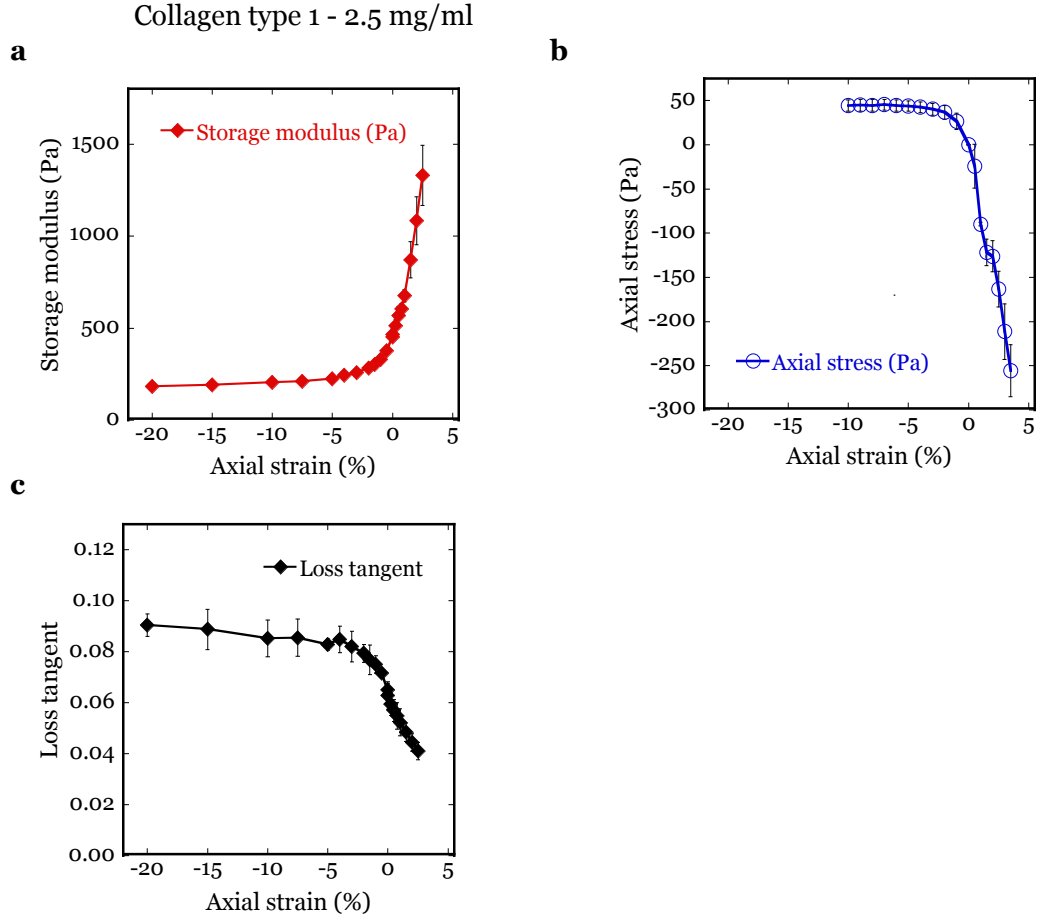 Collagen type 1 - 2.5 mg/ml
a
Storage modulus (Pa)
1500
1000
500
0
Storage modulus (Pa)
-20 -15 -10 -5 0 5
Axial strain (%)
b
50
0
-50
-100
-150
-200
-250
-300
Axial stress (Pa)
Axial stress (Pa)
-20 -15 -10 -5 0 5
Axial strain (%)
c
0.12
Loss tangent
0.10
0.08
0.06
0.04
0.02
0.00
Loss tangent
-20 -15 -10 -5 0 5
Axial strain (%)